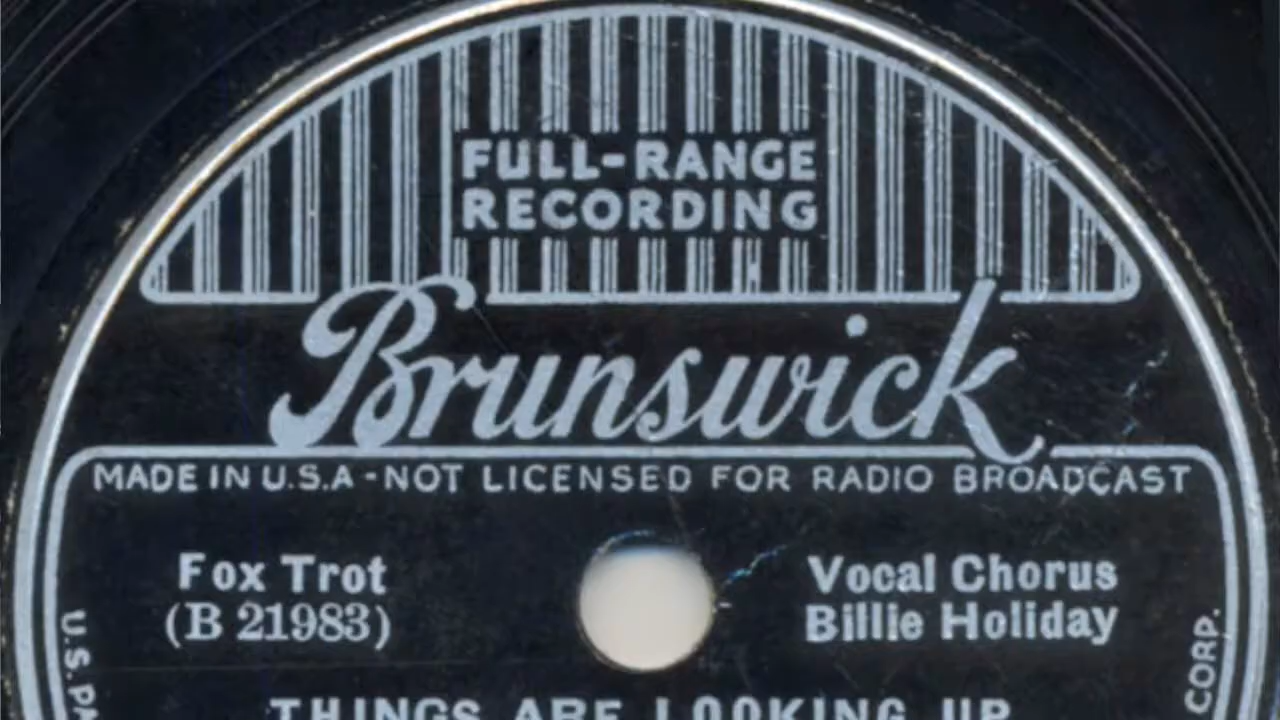 FULL-RANGE
RECORDING
Brunswick
MADE IN U.S.A - NOT LICENSED FOR RADIO BROADCAST
Fox Trot
(B 21983)
Vocal Chorus
Billie Holiday
U.S.
CORP.
THINGS ARE LOOKING UP